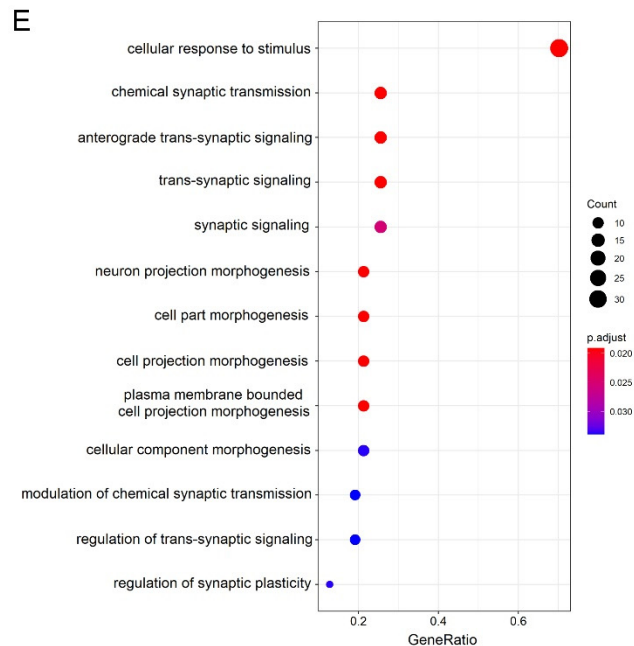 E
cellular response to stimulus
chemical synaptic transmission
anterograde trans-synaptic signaling
trans-synaptic signaling
synaptic signaling
neuron projection morphogenesis
cell part morphogenesis
cell projection morphogenesis
plasma membrane bounded
cell projection morphogenesis
cellular component morphogenesis
modulation of chemical synaptic transmission
regulation of trans-synaptic signaling
regulation of synaptic plasticity
0.2 0.4 0.6
GeneRatio
Count
10
15
20
25
30
p.adjust
0.020
0.025
0.030